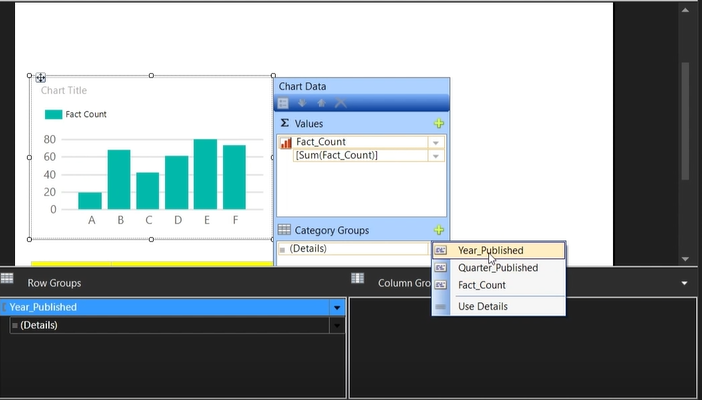 Chart Title
Fact Count
80
60
40
20
0
A B C D E F
Chart Data
Σ Values
Fact_Count
[Sum(Fact_Count)]
Category Groups
(Details)
Year_Published
Quarter_Published
Fact_Count
Use Details
Row Groups
Column Gro
Year_Published
(Details)